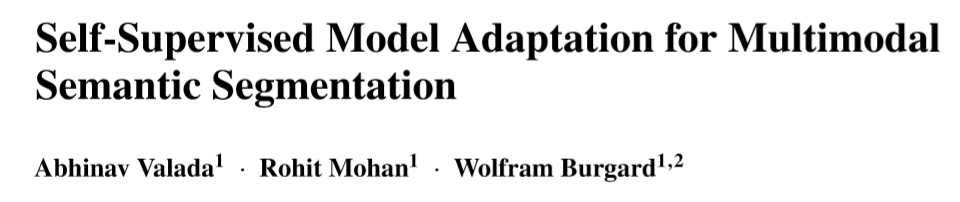 Self-Supervised Model Adaptation for Multimodal
Semantic Segmentation
Abhinav Valada¹ · Rohit Mohan¹ · Wolfram Burgard¹,²